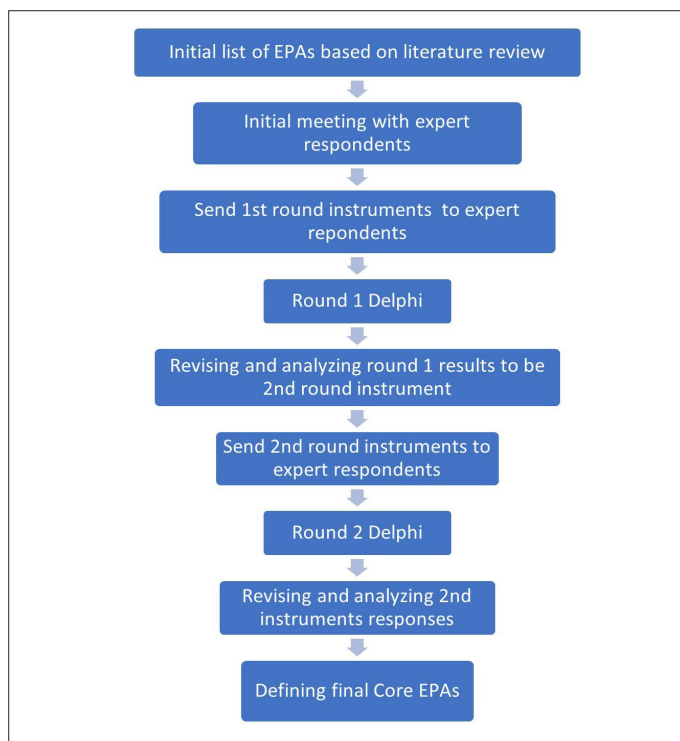 Initial list of EPAs based on literature review
Initial meeting with expert
respondents
Send 1st round instruments to expert
repondents
Round 1 Delphi
Revising and analyzing round 1 results to be
2nd round instrument
Send 2nd round instruments to
expert respondents
Round 2 Delphi
Revising and analyzing 2nd
instruments responses
Defining final Core EPAs